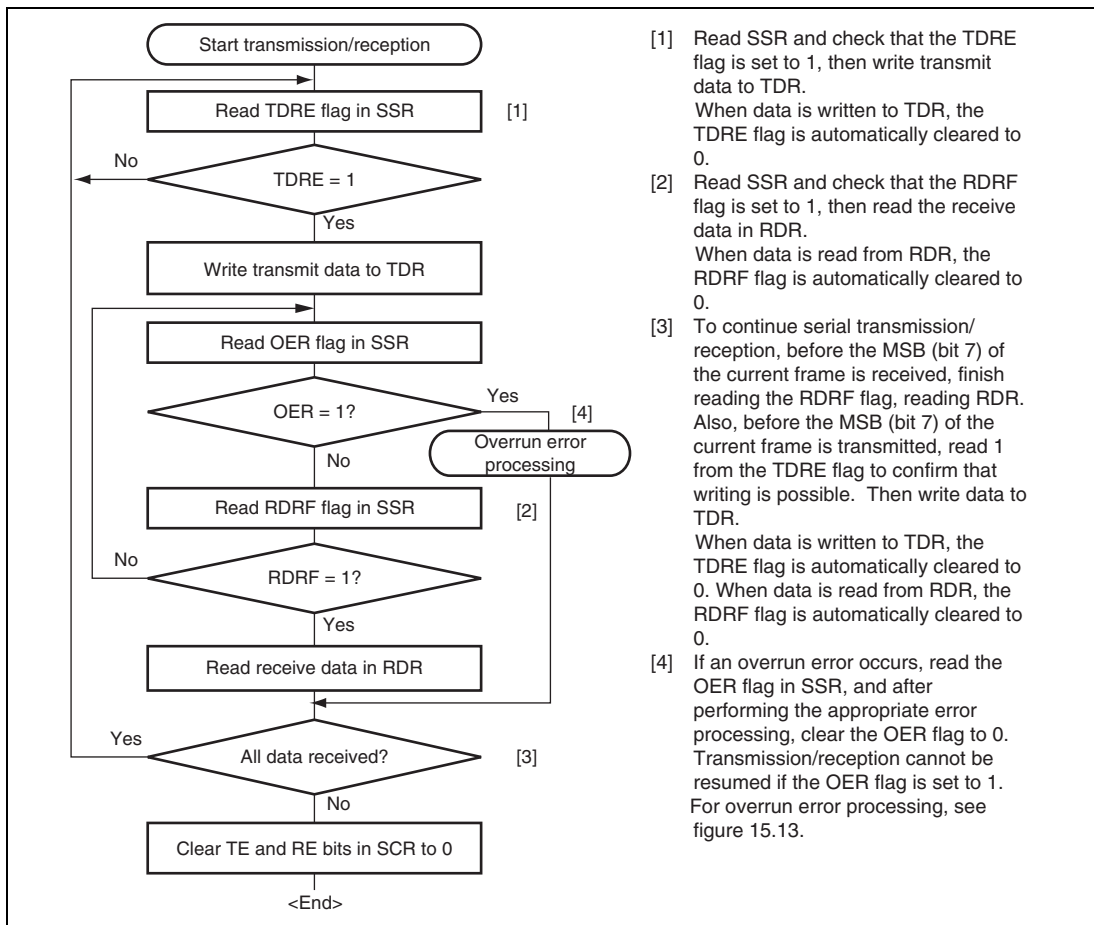 Start transmission/reception
Read TDRE flag in SSR
[1]
No
TDRE = 1
Yes
Write transmit data to TDR
Read OER flag in SSR
OER = 1?
Yes
[4]
Overrun error
processing
No
Read RDRF flag in SSR
[2]
No
RDRF = 1?
Yes
Read receive data in RDR
Yes
All data received?
[3]
No
Clear TE and RE bits in SCR to 0
<End>
[1] Read SSR and check that the TDRE
flag is set to 1, then write transmit
data to TDR.
When data is written to TDR, the
TDRE flag is automatically cleared to
0.
[2] Read SSR and check that the RDRF
flag is set to 1, then read the receive
data in RDR.
When data is read from RDR, the
RDRF flag is automatically cleared to
0.
[3] To continue serial transmission/
reception, before the MSB (bit 7) of
the current frame is received, finish
reading the RDRF flag, reading RDR.
Also, before the MSB (bit 7) of the
current frame is transmitted, read 1
from the TDRE flag to confirm that
writing is possible. Then write data to
TDR.
When data is written to TDR, the
TDRE flag is automatically cleared to
0. When data is read from RDR, the
RDRF flag is automatically cleared to
0.
[4] If an overrun error occurs, read the
OER flag in SSR, and after
performing the appropriate error
processing, clear the OER flag to 0.
Transmission/reception cannot be
resumed if the OER flag is set to 1.
For overrun error processing, see
figure 15.13.